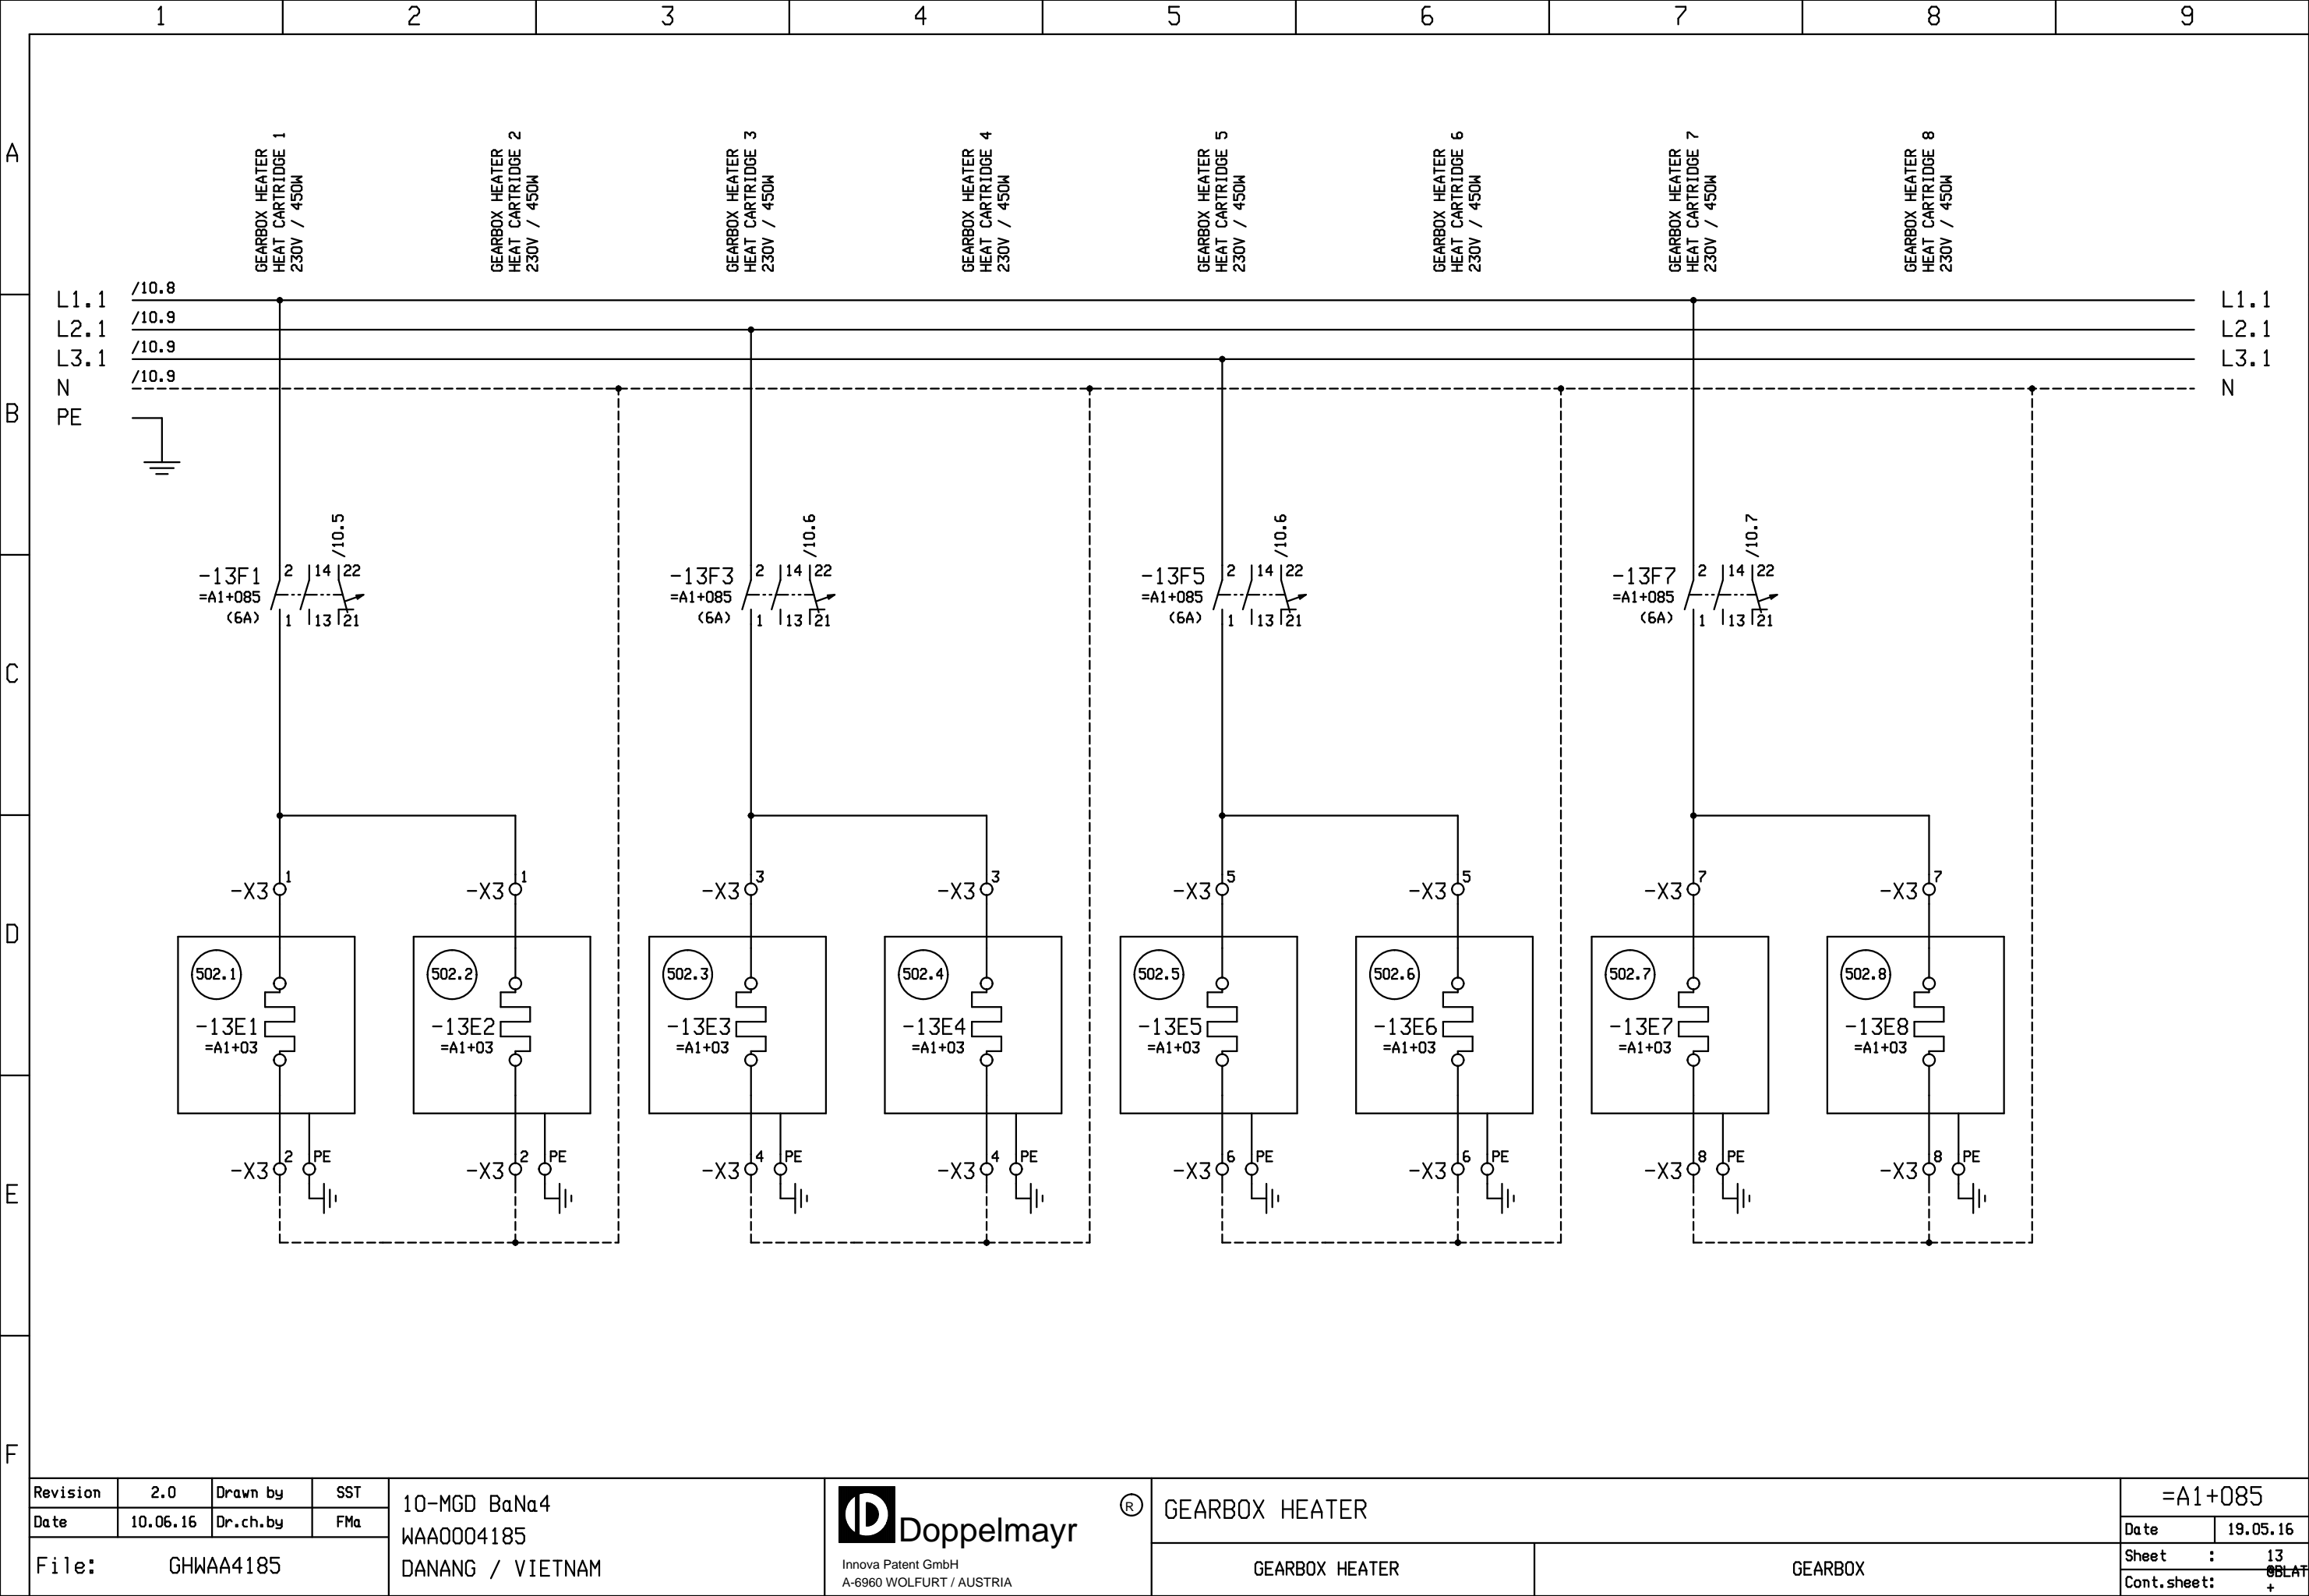 1 2 3 4 5 6 7 8 9
A
B
C
D
E
F
GEARBOX HEATER
HEAT CARTRIDGE 1
230V / 450W
GEARBOX HEATER
HEAT CARTRIDGE 2
230V / 450W
GEARBOX HEATER
HEAT CARTRIDGE 3
230V / 450W
GEARBOX HEATER
HEAT CARTRIDGE 4
230V / 450W
GEARBOX HEATER
HEAT CARTRIDGE 5
230V / 450W
GEARBOX HEATER
HEAT CARTRIDGE 6
230V / 450W
GEARBOX HEATER
HEAT CARTRIDGE 7
230V / 450W
GEARBOX HEATER
HEAT CARTRIDGE 8
230V / 450W
L1.1 /10.8 L1.1
L2.1 /10.9 L2.1
L3.1 /10.9 L3.1
N /10.9 N
PE
/10.5 /10.6 /10.6 /10.7
-13F1 2 14 22 -13F3 2 14 22 -13F5 2 14 22 -13F7 2 14 22
=A1+085 =A1+085 =A1+085 =A1+085
(6A) 1 13 21 (6A) 1 13 21 (6A) 1 13 21 (6A) 1 13 21
-X3 1 -X3 1 -X3 3 -X3 3 -X3 5 -X3 5 -X3 7 -X3 7
502.1 502.2 502.3 502.4 502.5 502.6 502.7 502.8
-13E1 -13E2 -13E3 -13E4 -13E5 -13E6 -13E7 -13E8
=A1+03 =A1+03 =A1+03 =A1+03 =A1+03 =A1+03 =A1+03 =A1+03
-X3 2 PE -X3 2 PE -X3 4 PE -X3 4 PE -X3 6 PE -X3 6 PE -X3 8 PE -X3 8 PE
Revision 2.0 Drawn by SST
Date 10.06.16 Dr.ch.by FMa
File: GHWAA4185
10-MGD BaNa4
WAA0004185
DANANG / VIETNAM
Doppelmayr ®
Innova Patent GmbH
A-6960 WOLFURT / AUSTRIA
GEARBOX HEATER
GEARBOX HEATER GEARBOX
=A1+085
Date 19.05.16
Sheet : 13
Cont.sheet: +